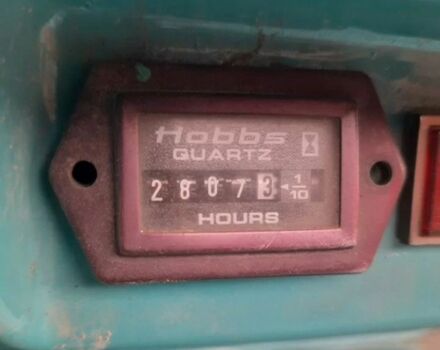 Hobbs
QUARTZ
28073 ◄ 1/10
HOURS